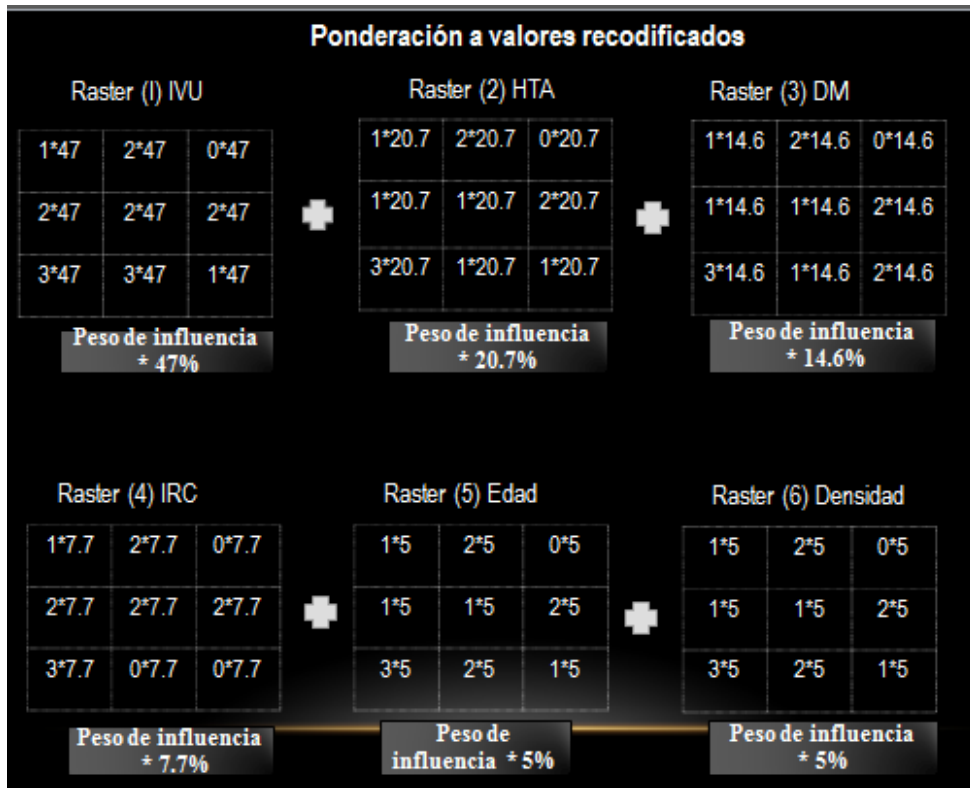 Ponderación a valores recodificados
Raster (I) IVU
Raster (2) HTA
Raster (3) DM
1*47 2*47 0*47
2*47 2*47 2*47
3*47 3*47 1*47
Peso de influencia
* 47%
1*20.7 2*20.7 0*20.7
1*20.7 1*20.7 2*20.7
3*20.7 1*20.7 1*20.7
Peso de influencia
* 20.7%
1*14.6 2*14.6 0*14.6
1*14.6 1*14.6 2*14.6
3*14.6 1*14.6 2*14.6
Peso de influencia
* 14.6%
Raster (4) IRC
Raster (5) Edad
Raster (6) Densidad
1*7.7 2*7.7 0*7.7
2*7.7 2*7.7 2*7.7
3*7.7 0*7.7 0*7.7
Peso de influencia
* 7.7%
1*5 2*5 0*5
1*5 1*5 2*5
3*5 2*5 1*5
Peso de
influencia * 5%
1*5 2*5 0*5
1*5 1*5 2*5
3*5 2*5 1*5
Peso de influencia
* 5%